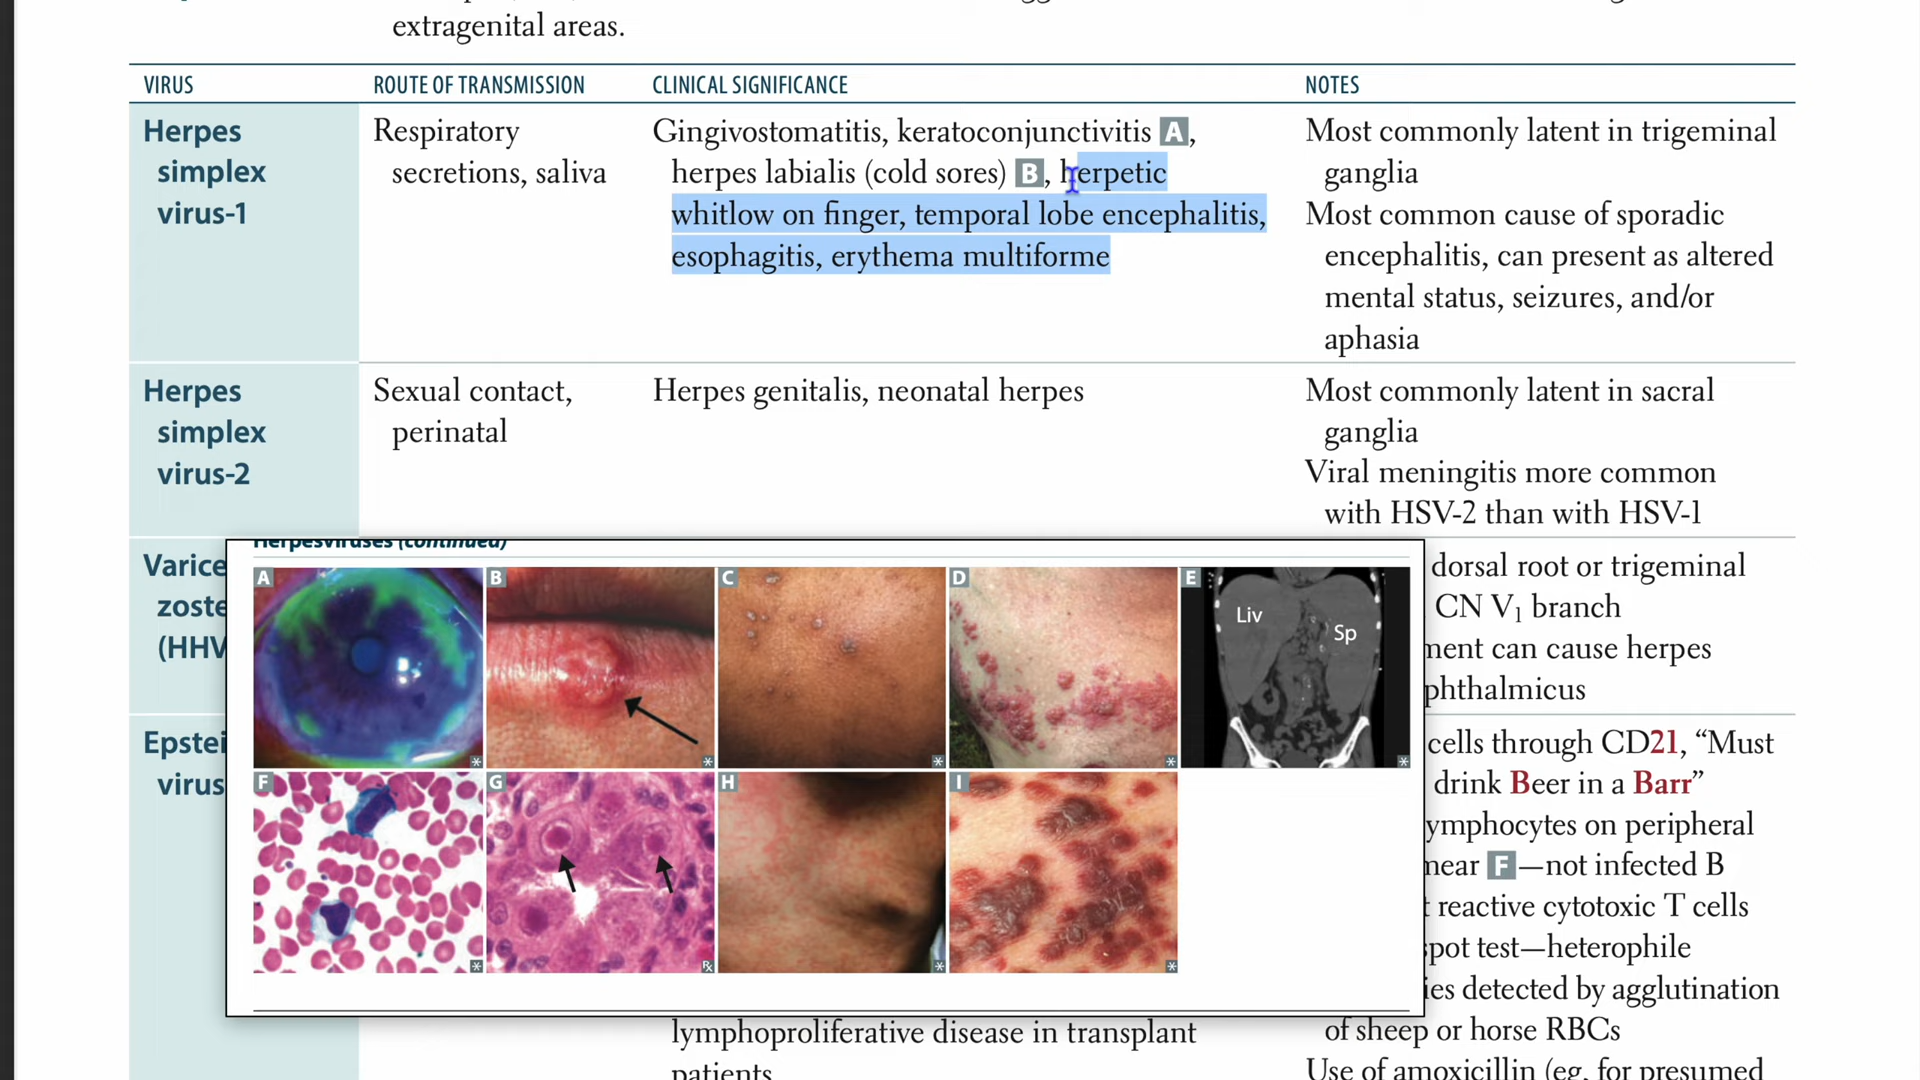 extragenital areas.
VIRUS
ROUTE OF TRANSMISSION
CLINICAL SIGNIFICANCE
NOTES
Herpes
simplex
virus-1
Respiratory
secretions, saliva
Gingivostomatitis, keratoconjunctivitis A,
herpes labialis (cold sores) B, herpetic
whitlow on finger, temporal lobe encephalitis,
esophagitis, erythema multiforme
Most commonly latent in trigeminal
ganglia
Most common cause of sporadic
encephalitis, can present as altered
mental status, seizures, and/or
aphasia
Herpes
simplex
virus-2
Sexual contact,
perinatal
Herpes genitalis, neonatal herpes
Most commonly latent in sacral
ganglia
Viral meningitis more common
with HSV-2 than with HSV-1
Varice
zoste
(HHV
dorsal root or trigeminal
CN V1 branch
ment can cause herpes
phthalmicus
Epstei
virus
cells through CD21, “Must
drink Beer in a Barr”
ymphocytes on peripheral
near F—not infected B
t reactive cytotoxic T cells
spot test—heterophile
ies detected by agglutination
of sheep or horse RBCs
Use of amoxicillin (eg, for presumed
Herpesviruses (continued)
A
B
C
D
E
Liv
Sp
F
G
H
I
lymphoproliferative disease in transplant
patients